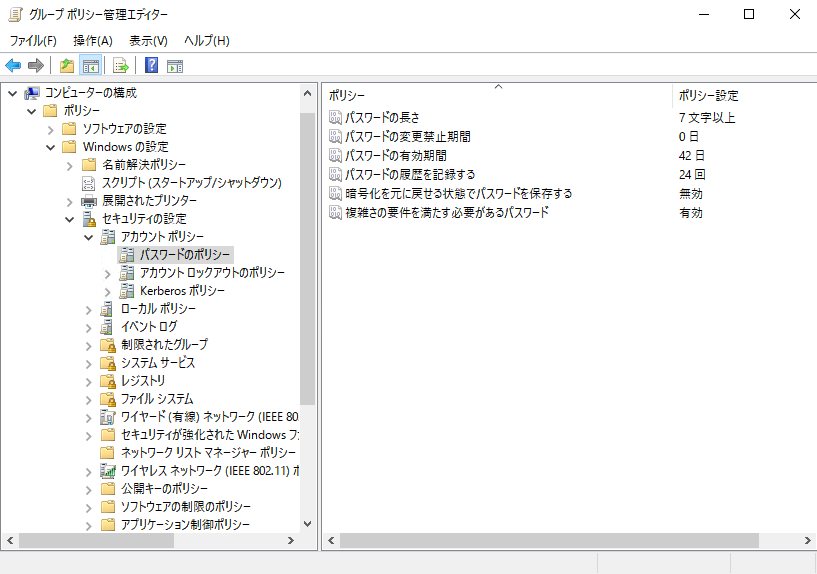 グループ ポリシー管理エディター
ファイル(F) 操作(A) 表示(V) ヘルプ(H)
コンピューターの構成
ポリシー
ソフトウェアの設定
Windows の設定
名前解決ポリシー
スクリプト (スタートアップ/シャットダウン)
展開されたプリンター
セキュリティの設定
アカウント ポリシー
パスワードのポリシー
アカウント ロックアウトのポリシー
Kerberos ポリシー
ローカル ポリシー
イベント ログ
制限されたグループ
システム サービス
レジストリ
ファイル システム
ワイヤード (有線) ネットワーク (IEEE 80
セキュリティが強化された Windows フ
ネットワーク リスト マネージャー ポリシー
ワイヤレス ネットワーク (IEEE 802.11) ポ
公開キーのポリシー
ソフトウェアの制限のポリシー
アプリケーション制御ポリシー
ポリシー ポリシー設定
パスワードの長さ 7 文字以上
パスワードの変更禁止期間 0 日
パスワードの有効期間 42 日
パスワードの履歴を記録する 24 回
暗号化を元に戻せる状態でパスワードを保存する 無効
複雑さの要件を満たす必要があるパスワード 有効